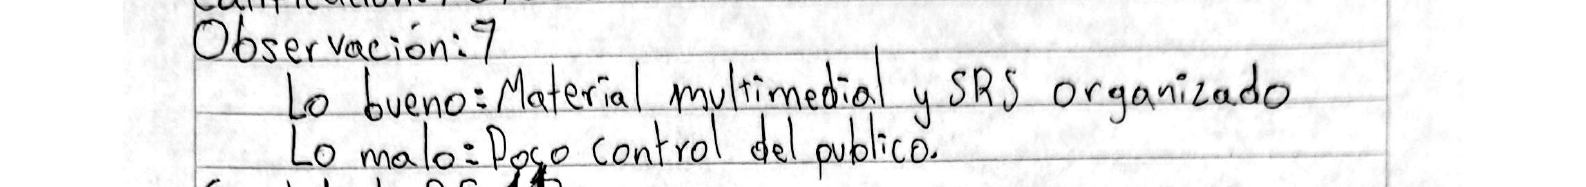 Observación: 7
Lo bueno: Material multimedial y SRS organizado
Lo malo: Poco control del publico.